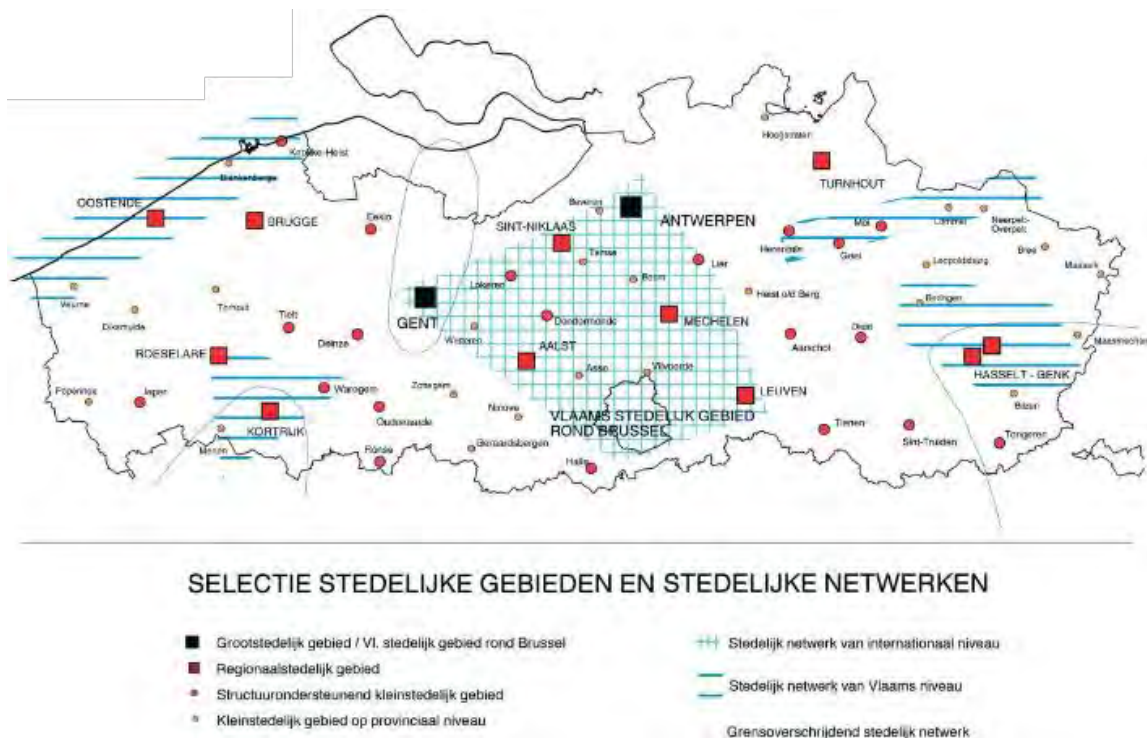 Hoogstraten
Knokke-Heist
Blankenberge
TURNHOUT
OOSTENDE
BRUGGE
Eeklo
Beveren
ANTWERPEN
SINT-NIKLAAS
Lommel
Neerpelt-
Overpelt
Mol
Herentals
Geel
Bree
Temse
Lier
Leopoldsburg
Maaseik
Lokeren
Boom
Heist o/d Berg
Beringen
Veurne
Torhout
Diksmuide
GENT
Tielt
Deinze
Wetteren
Dendermonde
MECHELEN
Aarschot
Diest
Maasmechelen
ROESELARE
AALST
Asse
Vilvoorde
HASSELT - GENK
Poperinge
Ieper
Waregem
Zottegem
LEUVEN
Bilzen
KORTRIJK
Oudenaarde
Ninove
VLAAMS STEDELIJK GEBIED
ROND BRUSSEL
Menen
Geraardsbergen
Tienen
Sint-Truiden
Tongeren
Ronse
Halle
SELECTIE STEDELIJKE GEBIEDEN EN STEDELIJKE NETWERKEN
Grootstedelijk gebied / Vl. stedelijk gebied rond Brussel
Regionaalstedelijk gebied
Structuurondersteunend kleinstedelijk gebied
Kleinstedelijk gebied op provinciaal niveau
Stedelijk netwerk van internationaal niveau
Stedelijk netwerk van Vlaams niveau
Grensoverschrijdend stedelijk netwerk